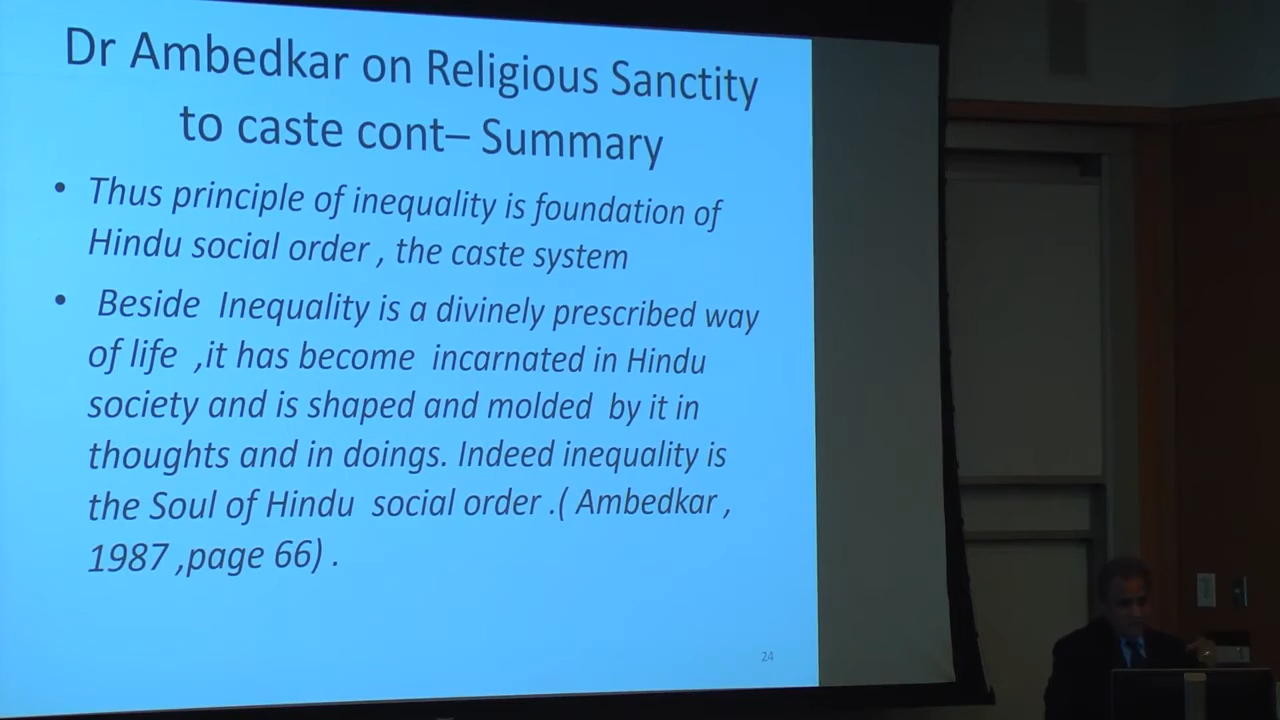 Dr Ambedkar on Religious Sanctity
to caste cont– Summary
• Thus principle of inequality is foundation of
Hindu social order , the caste system
• Beside Inequality is a divinely prescribed way
of life ,it has become incarnated in Hindu
society and is shaped and molded by it in
thoughts and in doings. Indeed inequality is
the Soul of Hindu social order .( Ambedkar ,
1987 ,page 66) .
24